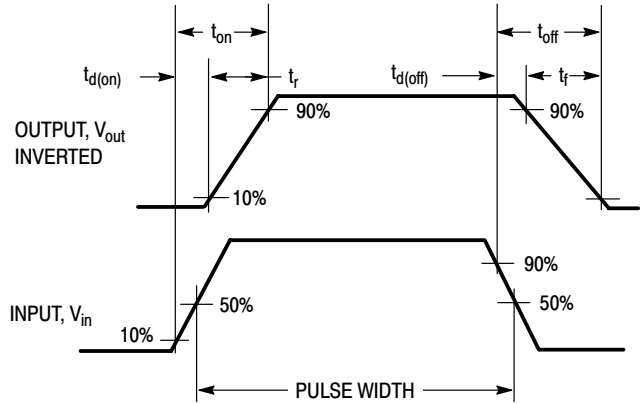 t_on
t_off
t_d(on)
t_r
t_d(off)
t_f
OUTPUT, V_out
INVERTED
90%
90%
10%
INPUT, V_in
90%
50%
50%
10%
PULSE WIDTH